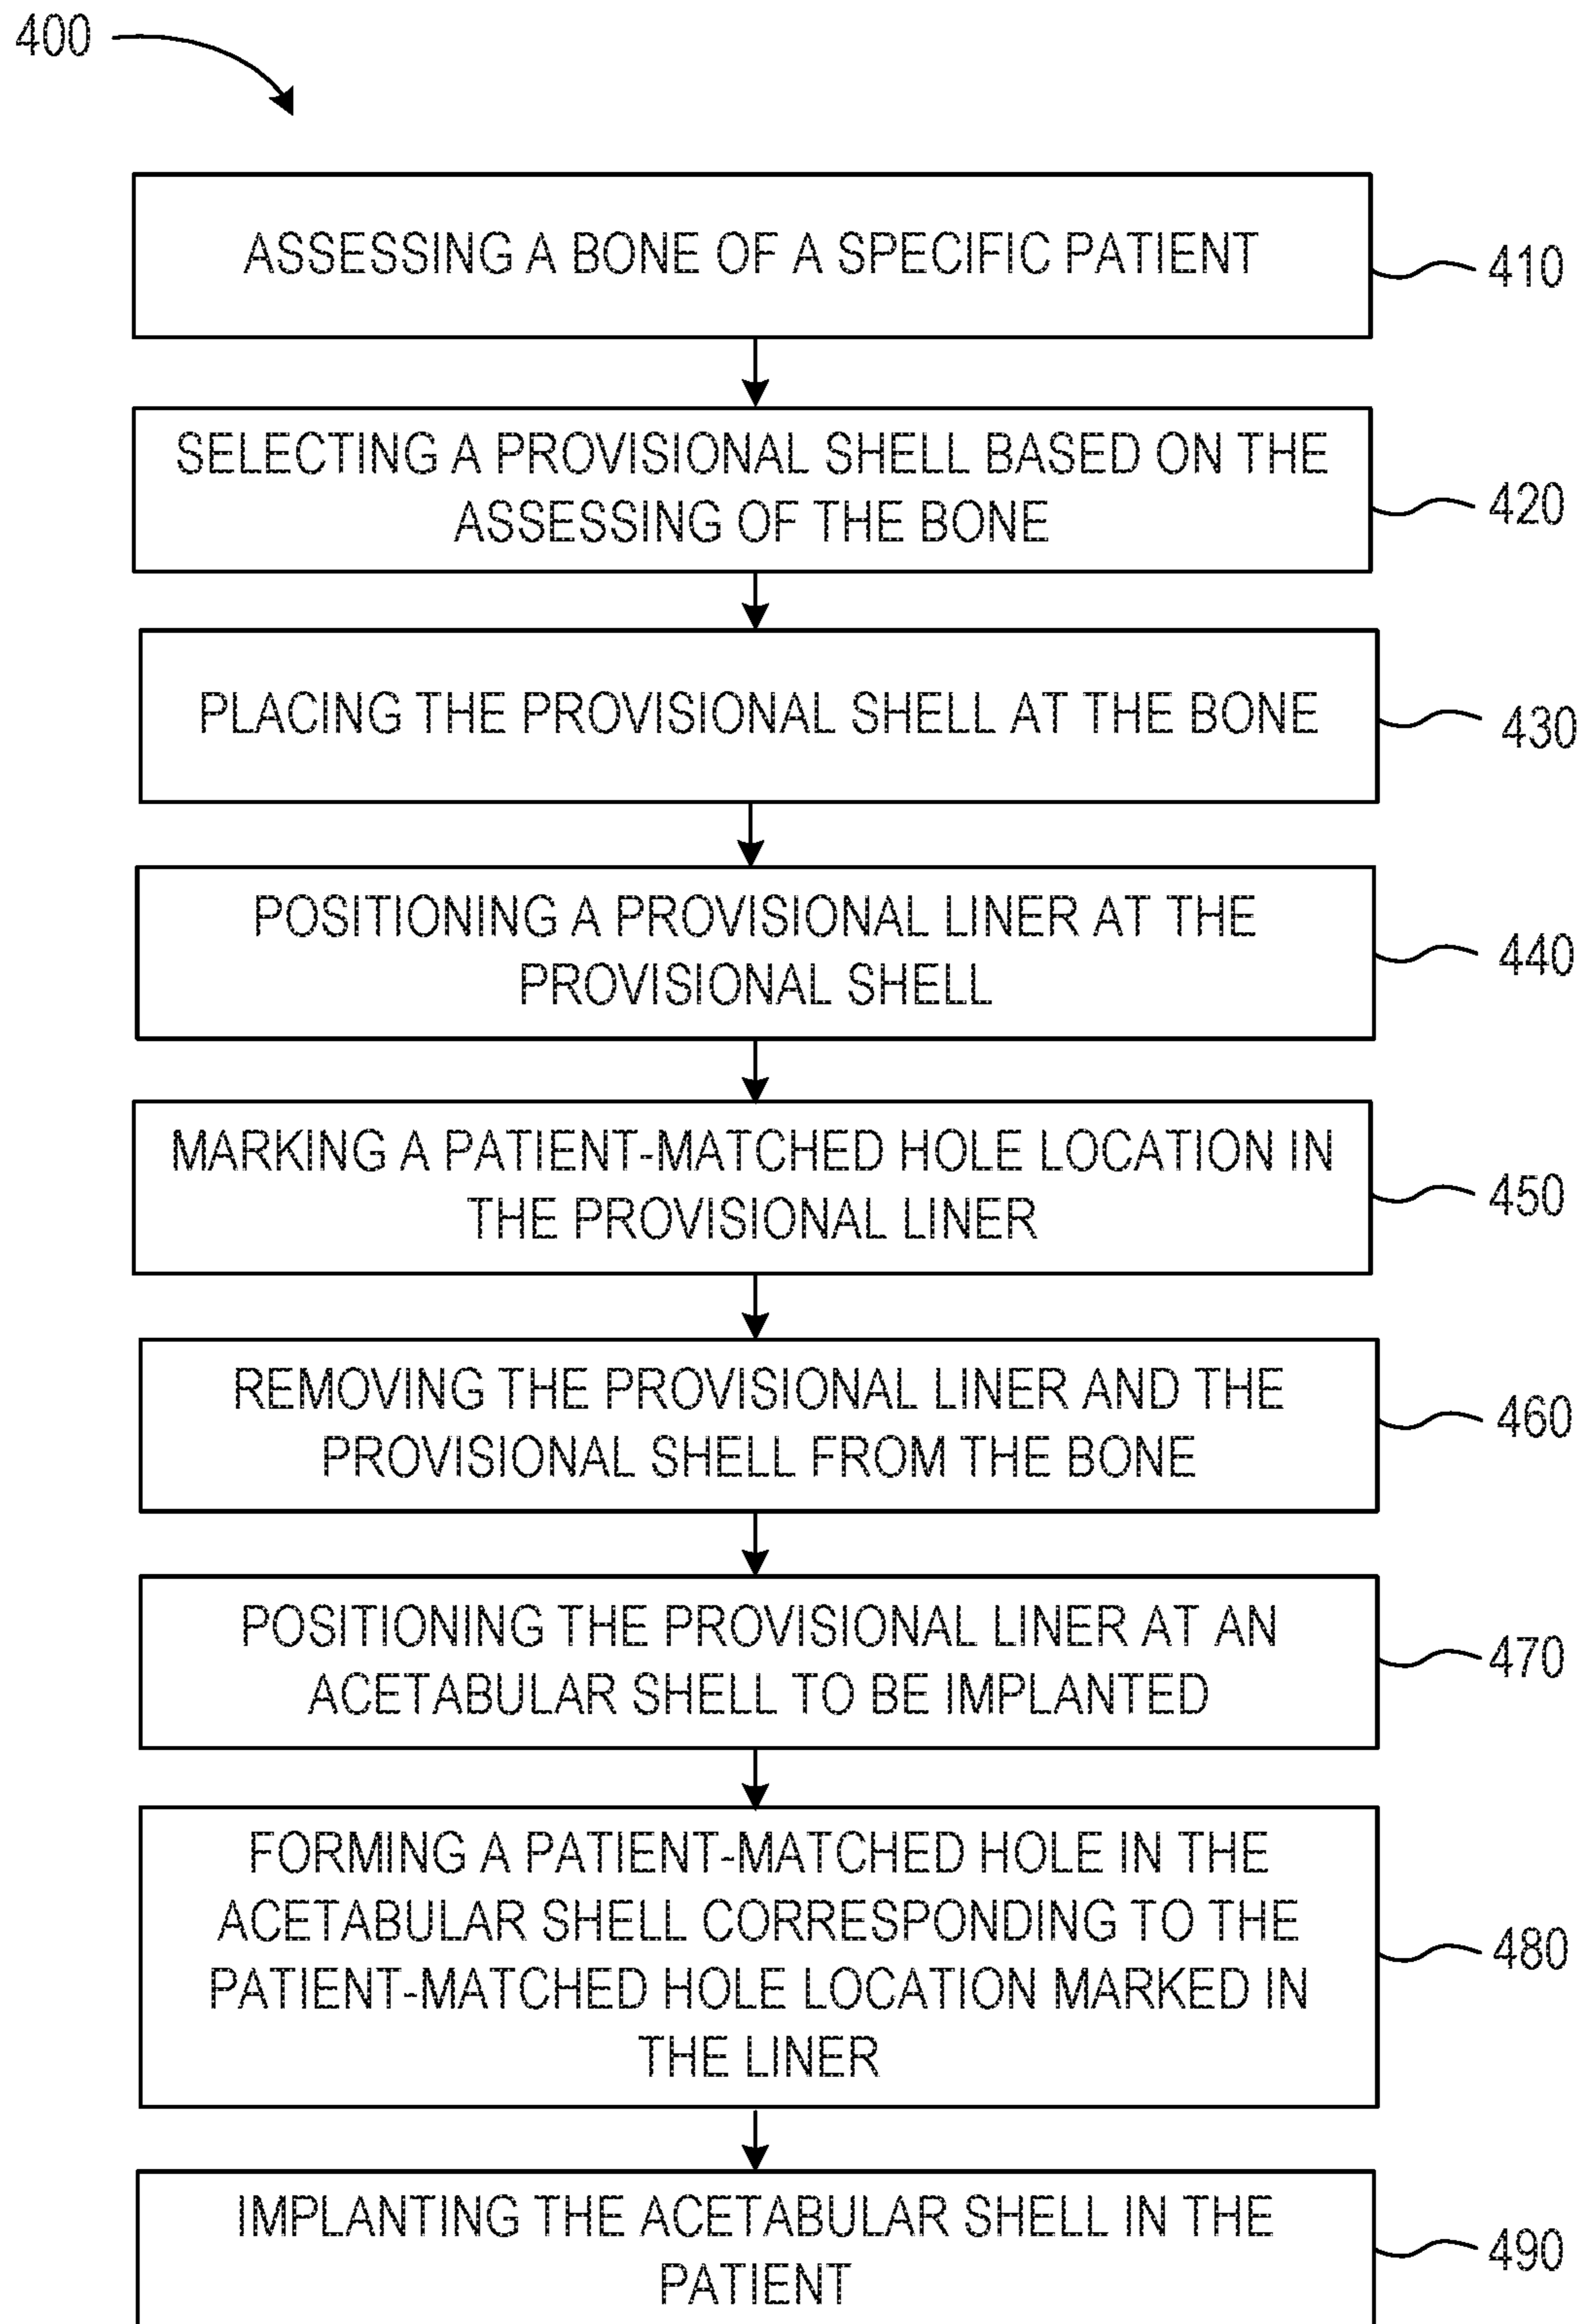 400
ASSESSING A BONE OF A SPECIFIC PATIENT
410
SELECTING A PROVISIONAL SHELL BASED ON THE
ASSESSING OF THE BONE
420
PLACING THE PROVISIONAL SHELL AT THE BONE
430
POSITIONING A PROVISIONAL LINER AT THE
PROVISIONAL SHELL
440
MARKING A PATIENT-MATCHED HOLE LOCATION IN
THE PROVISIONAL LINER
450
REMOVING THE PROVISIONAL LINER AND THE
PROVISIONAL SHELL FROM THE BONE
460
POSITIONING THE PROVISIONAL LINER AT AN
ACETABULAR SHELL TO BE IMPLANTED
470
FORMING A PATIENT-MATCHED HOLE IN THE
ACETABULAR SHELL CORRESPONDING TO THE
PATIENT-MATCHED HOLE LOCATION MARKED IN
THE LINER
480
IMPLANTING THE ACETABULAR SHELL IN THE
PATIENT
490